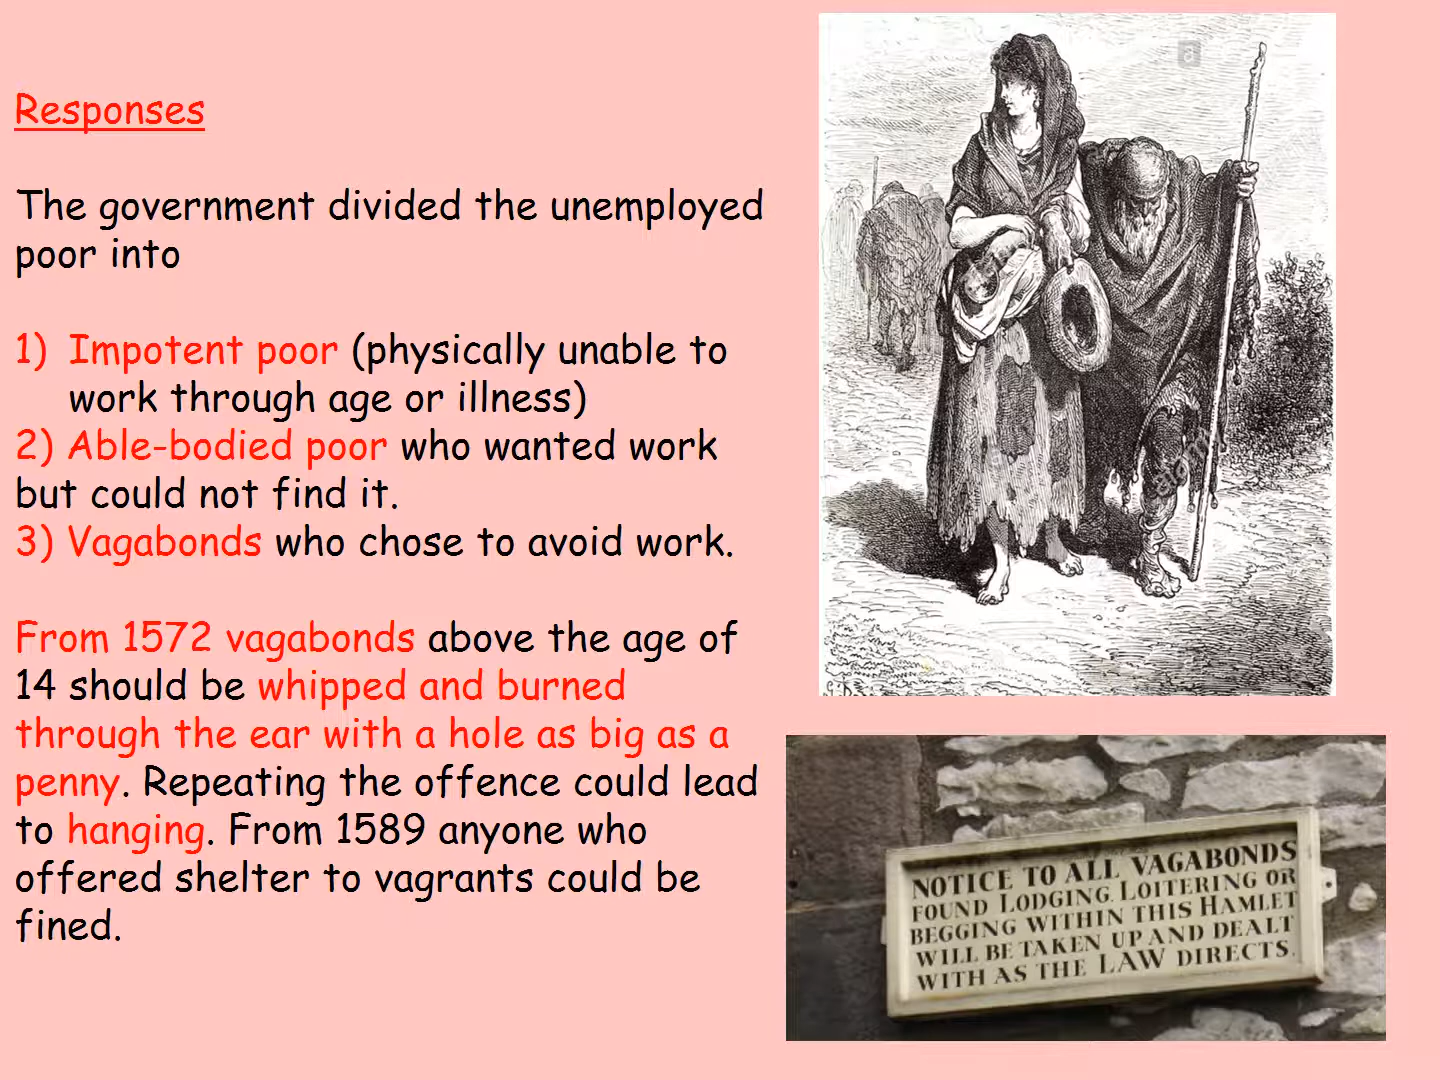 Responses
The government divided the unemployed
poor into
1) Impotent poor (physically unable to
work through age or illness)
2) Able-bodied poor who wanted work
but could not find it.
3) Vagabonds who chose to avoid work.
From 1572 vagabonds above the age of
14 should be whipped and burned
through the ear with a hole as big as a
penny. Repeating the offence could lead
to hanging. From 1589 anyone who
offered shelter to vagrants could be
fined.
a
NOTICE TO ALL VAGABONDS
FOUND LODGING. LOITERING OR
BEGGING WITHIN THIS HAMLET
WILL BE TAKEN UP AND DEALT
WITH AS THE LAW DIRECTS.